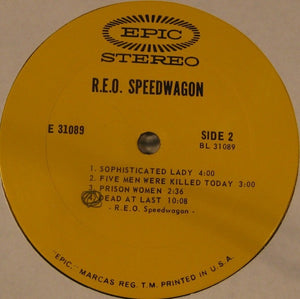 EPIC
STEREO
R.E.O. SPEEDWAGON
E 31089
SIDE 2
BL 31089
1. SOPHISTICATED LADY 4:00
2. FIVE MEN WERE KILLED TODAY 3:00
3. PRISON WOMEN 2:36
4. DEAD AT LAST 10:08
- R.E.O. Speedwagon -
"EPIC," MARCAS REG. T.M. PRINTED IN U.S.A.